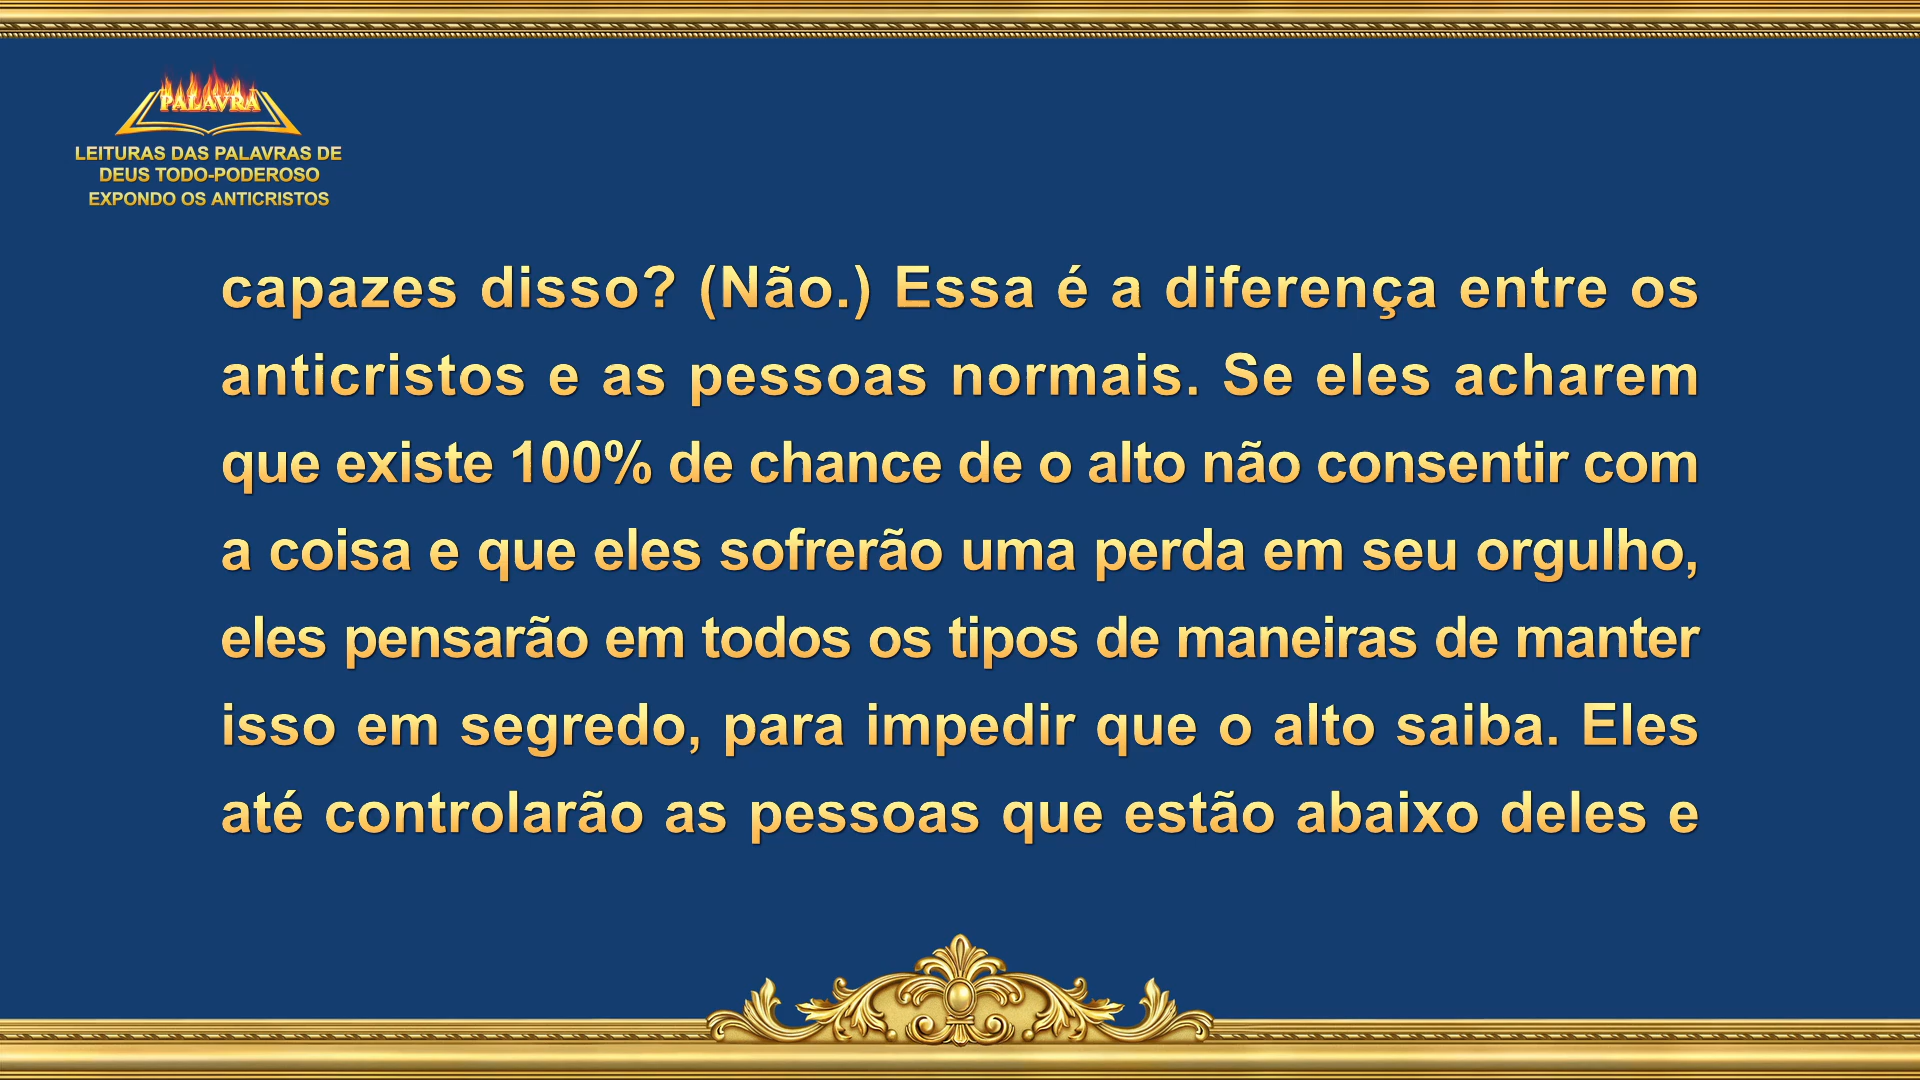 PALAVRA
LEITURAS DAS PALAVRAS DE
DEUS TODO-PODEROSO
EXPONDO OS ANTICRISTOS
capazes disso? (Não.) Essa é a diferença entre os
anticristos e as pessoas normais. Se eles acharem
que existe 100% de chance de o alto não consentir com
a coisa e que eles sofrerão uma perda em seu orgulho,
eles pensarão em todos os tipos de maneiras de manter
isso em segredo, para impedir que o alto saiba. Eles
até controlarão as pessoas que estão abaixo deles e